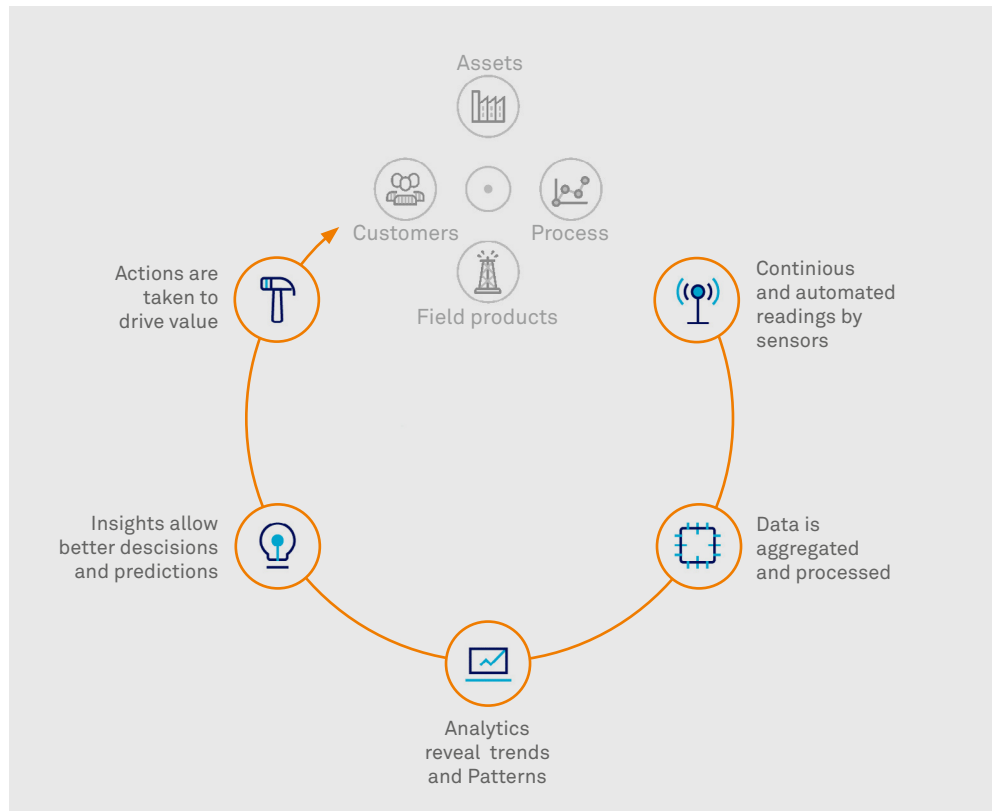 Assets
Customers
Process
Field products
Continious
and automated
readings by
sensors
Data is
aggregated
and processed
Analytics
reveal trends
and Patterns
Insights allow
better descisions
and predictions
Actions are
taken to
drive value